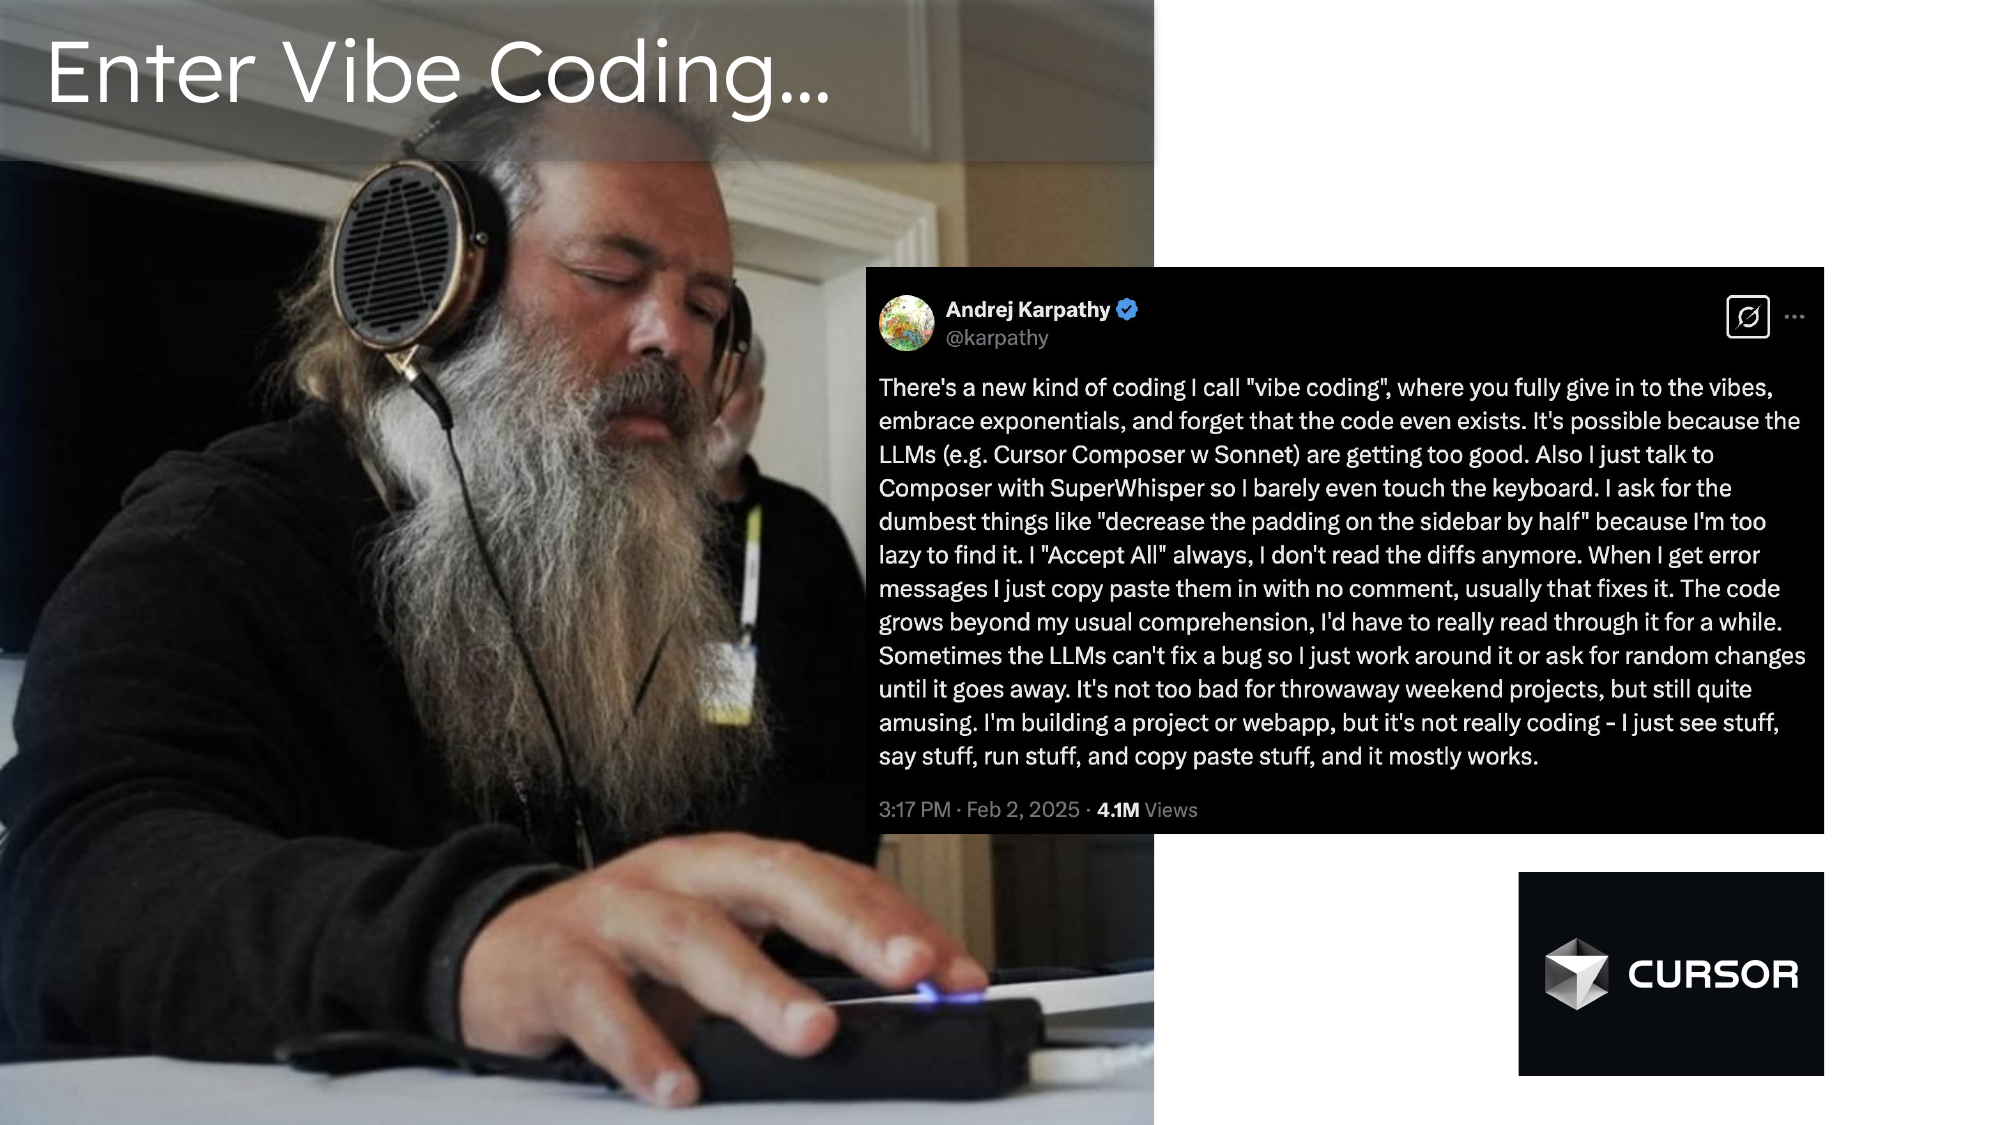 Enter Vibe Coding...
Andrej Karpathy
@karpathy
There's a new kind of coding I call "vibe coding", where you fully give in to the vibes,
embrace exponentials, and forget that the code even exists. It's possible because the
LLMs (e.g. Cursor Composer w Sonnet) are getting too good. Also I just talk to
Composer with SuperWhisper so I barely even touch the keyboard. I ask for the
dumbest things like "decrease the padding on the sidebar by half" because I'm too
lazy to find it. I "Accept All" always, I don't read the diffs anymore. When I get error
messages I just copy paste them in with no comment, usually that fixes it. The code
grows beyond my usual comprehension, I'd have to really read through it for a while.
Sometimes the LLMs can't fix a bug so I just work around it or ask for random changes
until it goes away. It's not too bad for throwaway weekend projects, but still quite
amusing. I'm building a project or webapp, but it's not really coding - I just see stuff,
say stuff, run stuff, and copy paste stuff, and it mostly works.
3:17 PM · Feb 2, 2025 · 4.1M Views
CURSOR